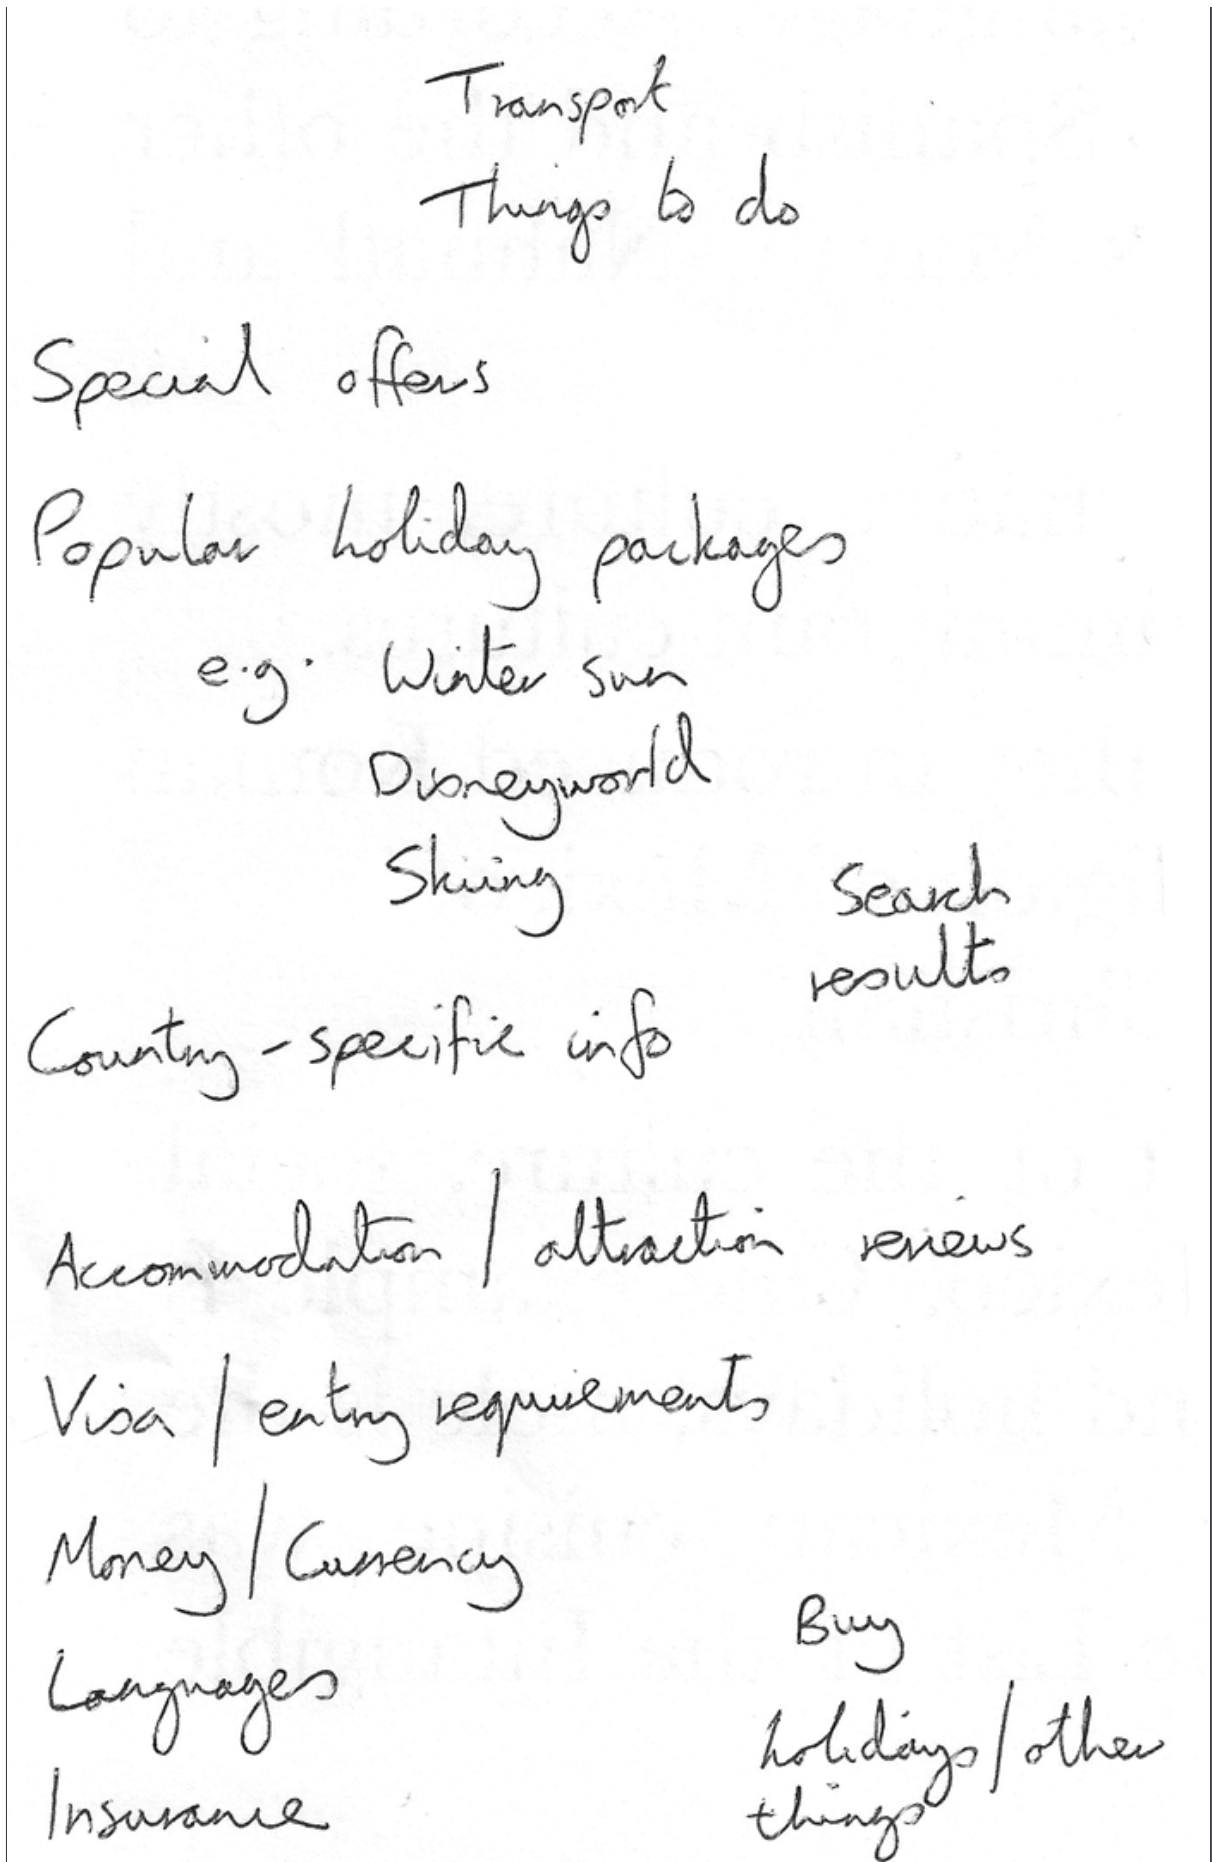 Transport
Things to do
Special offers
Popular holiday packages
e.g. Winter sun
Disneyworld
Skiing
Search
results
Country-specific info
Accommodation / attraction reviews
Visa / entry requirements
Money / Currency
Languages
Insurance
Buy
holidays / other
things